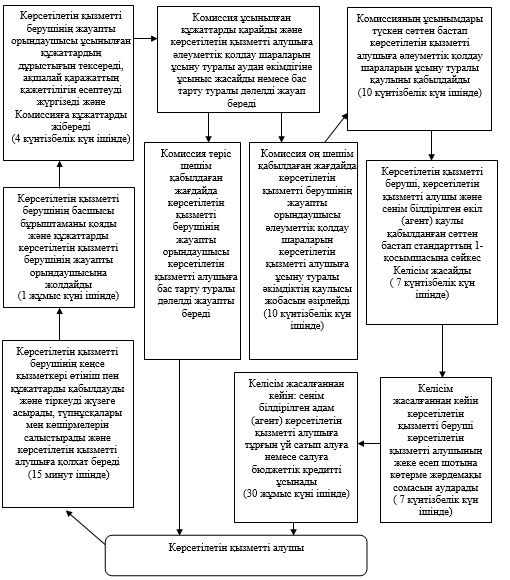 Көрсетілетін қызметті
берушінің жауапты
орындаушысы ұсынылған
құжаттардың
дұрыстығын тексереді,
ақшалай қаражаттың
қажеттілігін есептеуді
жүргізеді және
Комиссияға құжаттарды
жібереді
(4 күнтізбелік күн ішінде)
Комиссия ұсынылған
құжаттарды қарайды және
көрсетілетін қызметті алушыға
әлеуметтік қолдау шараларын
ұсыну туралы аудан әкімдігіне
ұсыныс жасайды немесе бас
тарту туралы дәлелді жауап
береді
Комиссияның ұсынымдары
түскен сәттен бастап
көрсетілетін қызметті
алушыға әлеуметтік қолдау
шараларын ұсыну туралы
қаулыны қабылдайды
(10 күнтізбелік күн ішінде)
Комиссия теріс
шешім
қабылдаған
жағдайда
көрсетілетін
қызметті
берушінің
жауапты
орындаушысы
көрсетілетін
қызметті алушыға
бас тарту туралы
дәлелді жауапты
береді
Комиссия оң шешім
қабылдаған жағдайда
көрсетілетін
қызметті берушінің
жауапты
орындаушысы
әлеуметтік қолдау
шараларын
көрсетілетін
қызметті алушыға
ұсыну туралы
әкімдіктің қаулысы
жобасын әзірлейді
(10 күнтізбелік күн
ішінде)
Көрсетілетін қызметті
беруші, көрсетілетін
қызметті алушы және
сенім білдірілген өкіл
(агент) қаулы
қабылданған сәттен
бастап стандарттың 1-
қосымшасына сәйкес
Келісім жасайды
( 7 күнтізбелік күн
ішінде)
Көрсетілетін қызметті
берушінің басшысы
бұрыштаманы қояды
және құжаттарды
көрсетілетін қызметті
берушінің жауапты
орындаушысына
жолдайды
(1 жұмыс күні ішінде)
Көрсетілетін қызметті
берушінің кеңсе
қызметкері өтініш пен
құжаттарды қабылдауды
және тіркеуді жүзеге
асырады, түпнұсқалары
мен көшірмелерін
салыстырады және
көрсетілетін қызметті
алушыға қолхат береді
(15 минут ішінде)
Келісім жасалғаннан
кейін: сенім
білдірілген адам
(агент) көрсетілетін
қызметті алушыға
тұрғын үй сатып алуға
немесе салуға
бюджеттік кредитті
ұсынады
(30 жұмыс күні ішінде)
Келісім
жасалғаннан кейін
көрсетілетін
қызметті беруші
көрсетілетін
қызметті алушының
жеке есеп шотына
көтерме жәрдемақы
сомасын аударады
( 7 күнтізбелік күн
ішінде)
Көрсетілетін қызметті алушы